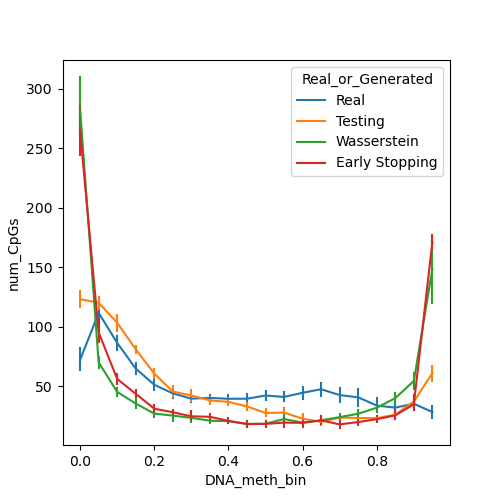 Real_or_Generated
Real
Testing
Wasserstein
Early Stopping
300
250
200
150
100
50
num_CpGs
0.0 0.2 0.4 0.6 0.8
DNA_meth_bin